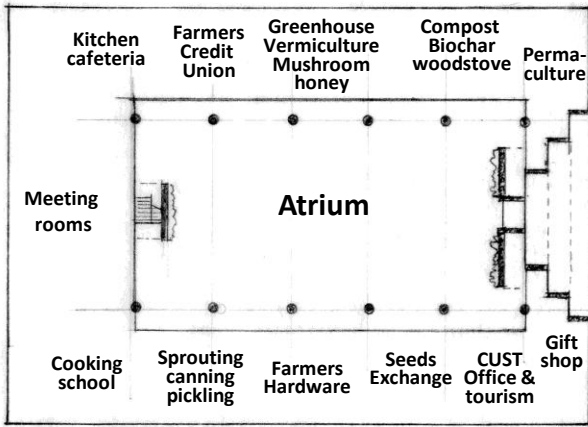 Kitchen
cafeteria
Farmers
Credit
Union
Greenhouse
Vermiculture
Mushroom
honey
Compost
Biochar
woodstove
Perma-
culture
Meeting
rooms
Atrium
Cooking
school
Sprouting
canning
pickling
Farmers
Hardware
Seeds
Exchange
CUST
Office &
tourism
Gift
shop